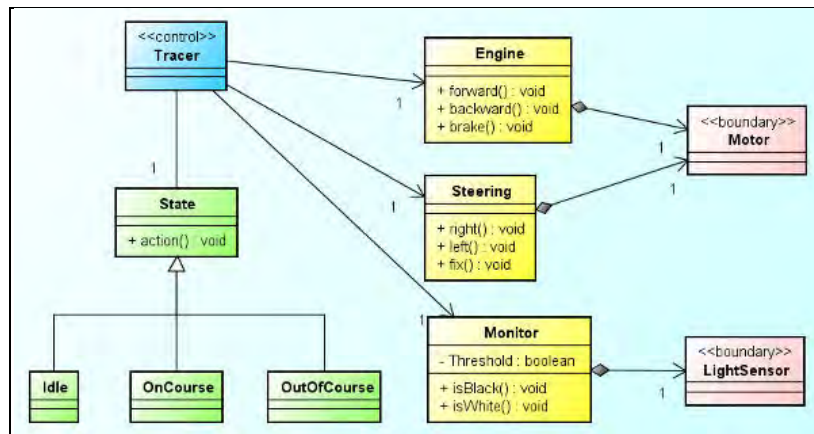 <<control>>
Tracer
1
State
+ action() : void
Idle
OnCourse
OutOfCourse
1
Engine
+ forward() : void
+ backward() : void
+ brake() : void
1
Steering
+ right() : void
+ left() : void
+ fix() : void
1
Monitor
- Threshold : boolean
+ isBlack() : void
+ isWhite() : void
1
1
<<boundary>>
Motor
1
<<boundary>>
LightSensor